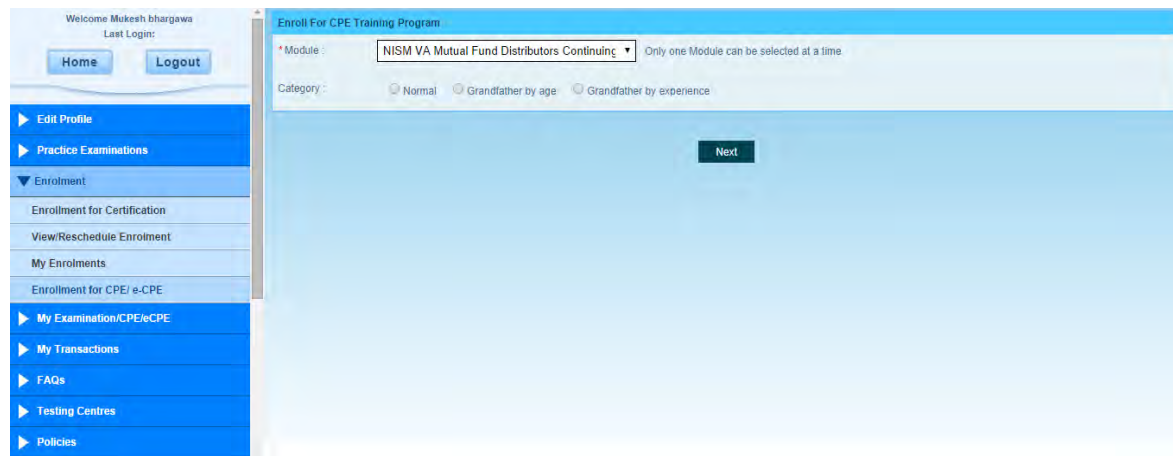 Welcome Mukesh bhargawa
Last Login:
Home Logout
Edit Profile
Practice Examinations
Enrolment
Enrollment for Certification
View/Reschedule Enrolment
My Enrolments
Enrollment for CPE/ e-CPE
My Examination/CPE/eCPE
My Transactions
FAQs
Testing Centres
Policies
Enroll For CPE Training Program
*Module : NISM VA Mutual Fund Distributors Continuing Only one Module can be selected at a time
Category : Normal Grandfather by age Grandfather by experience
Next